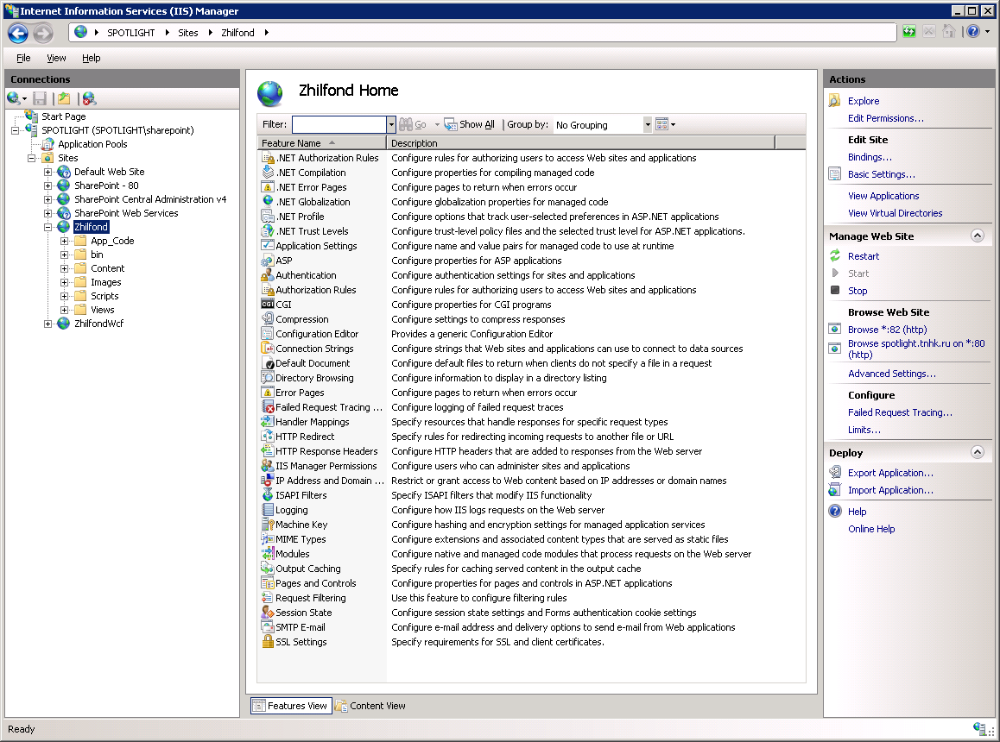 Internet Information Services (IIS) Manager
SPOTLIGHT Sites Zhilfond
File View Help
Connections
Start Page
SPOTLIGHT (SPOTLIGHT\sharepoint)
Application Pools
Sites
Default Web Site
SharePoint - 80
SharePoint Central Administration v4
SharePoint Web Services
Zhilfond
App_Code
bin
Content
Images
Scripts
Views
ZhilfondWcf
Zhilfond Home
Filter: Go Show All Group by: No Grouping
Feature Name Description
.NET Authorization Rules Configure rules for authorizing users to access Web sites and applications
.NET Compilation Configure properties for compiling managed code
.NET Error Pages Configure pages to return when errors occur
.NET Globalization Configure globalization properties for managed code
.NET Profile Configure options that track user-selected preferences in ASP.NET applications
.NET Trust Levels Configure trust-level policy files and the selected trust level for ASP.NET applications.
Application Settings Configure name and value pairs for managed code to use at runtime
ASP Configure properties for ASP applications
Authentication Configure authentication settings for sites and applications
Authorization Rules Configure rules for authorizing users to access Web sites and applications
CGI CGI Configure properties for CGI programs
Compression Configure settings to compress responses
Configuration Editor Provides a generic Configuration Editor
Connection Strings Configure strings that Web sites and applications can use to connect to data sources
Default Document Configure default files to return when clients do not specify a file in a request
Directory Browsing Configure information to display in a directory listing
Error Pages Configure pages to return when errors occur
Failed Request Tracing ... Configure logging of failed request traces
Handler Mappings Specify resources that handle responses for specific request types
HTTP Redirect Specify rules for redirecting incoming requests to another file or URL
HTTP Response Headers Configure HTTP headers that are added to responses from the Web server
IIS Manager Permissions Configure users who can administer sites and applications
IP Address and Domain ... Restrict or grant access to Web content based on IP addresses or domain names
ISAPI Filters Specify ISAPI filters that modify IIS functionality
Logging Configure how IIS logs requests on the Web server
Machine Key Configure hashing and encryption settings for managed application services
MIME Types Configure extensions and associated content types that are served as static files
Modules Configure native and managed code modules that process requests on the Web server
Output Caching Specify rules for caching served content in the output cache
Pages and Controls Configure properties for pages and controls in ASP.NET applications
Request Filtering Use this feature to configure filtering rules
Session State Configure session state settings and Forms authentication cookie settings
SMTP E-mail Configure e-mail address and delivery options to send e-mail from Web applications
SSL Settings Specify requirements for SSL and client certificates.
Features View Content View
Actions
Explore
Edit Permissions...
Edit Site
Bindings...
Basic Settings...
View Applications
View Virtual Directories
Manage Web Site
Restart
Start
Stop
Browse Web Site
Browse *:82 (http)
Browse spotlight.tnhk.ru on *:80
(http)
Advanced Settings...
Configure
Failed Request Tracing...
Limits...
Deploy
Export Application...
Import Application...
Help
Online Help
Ready